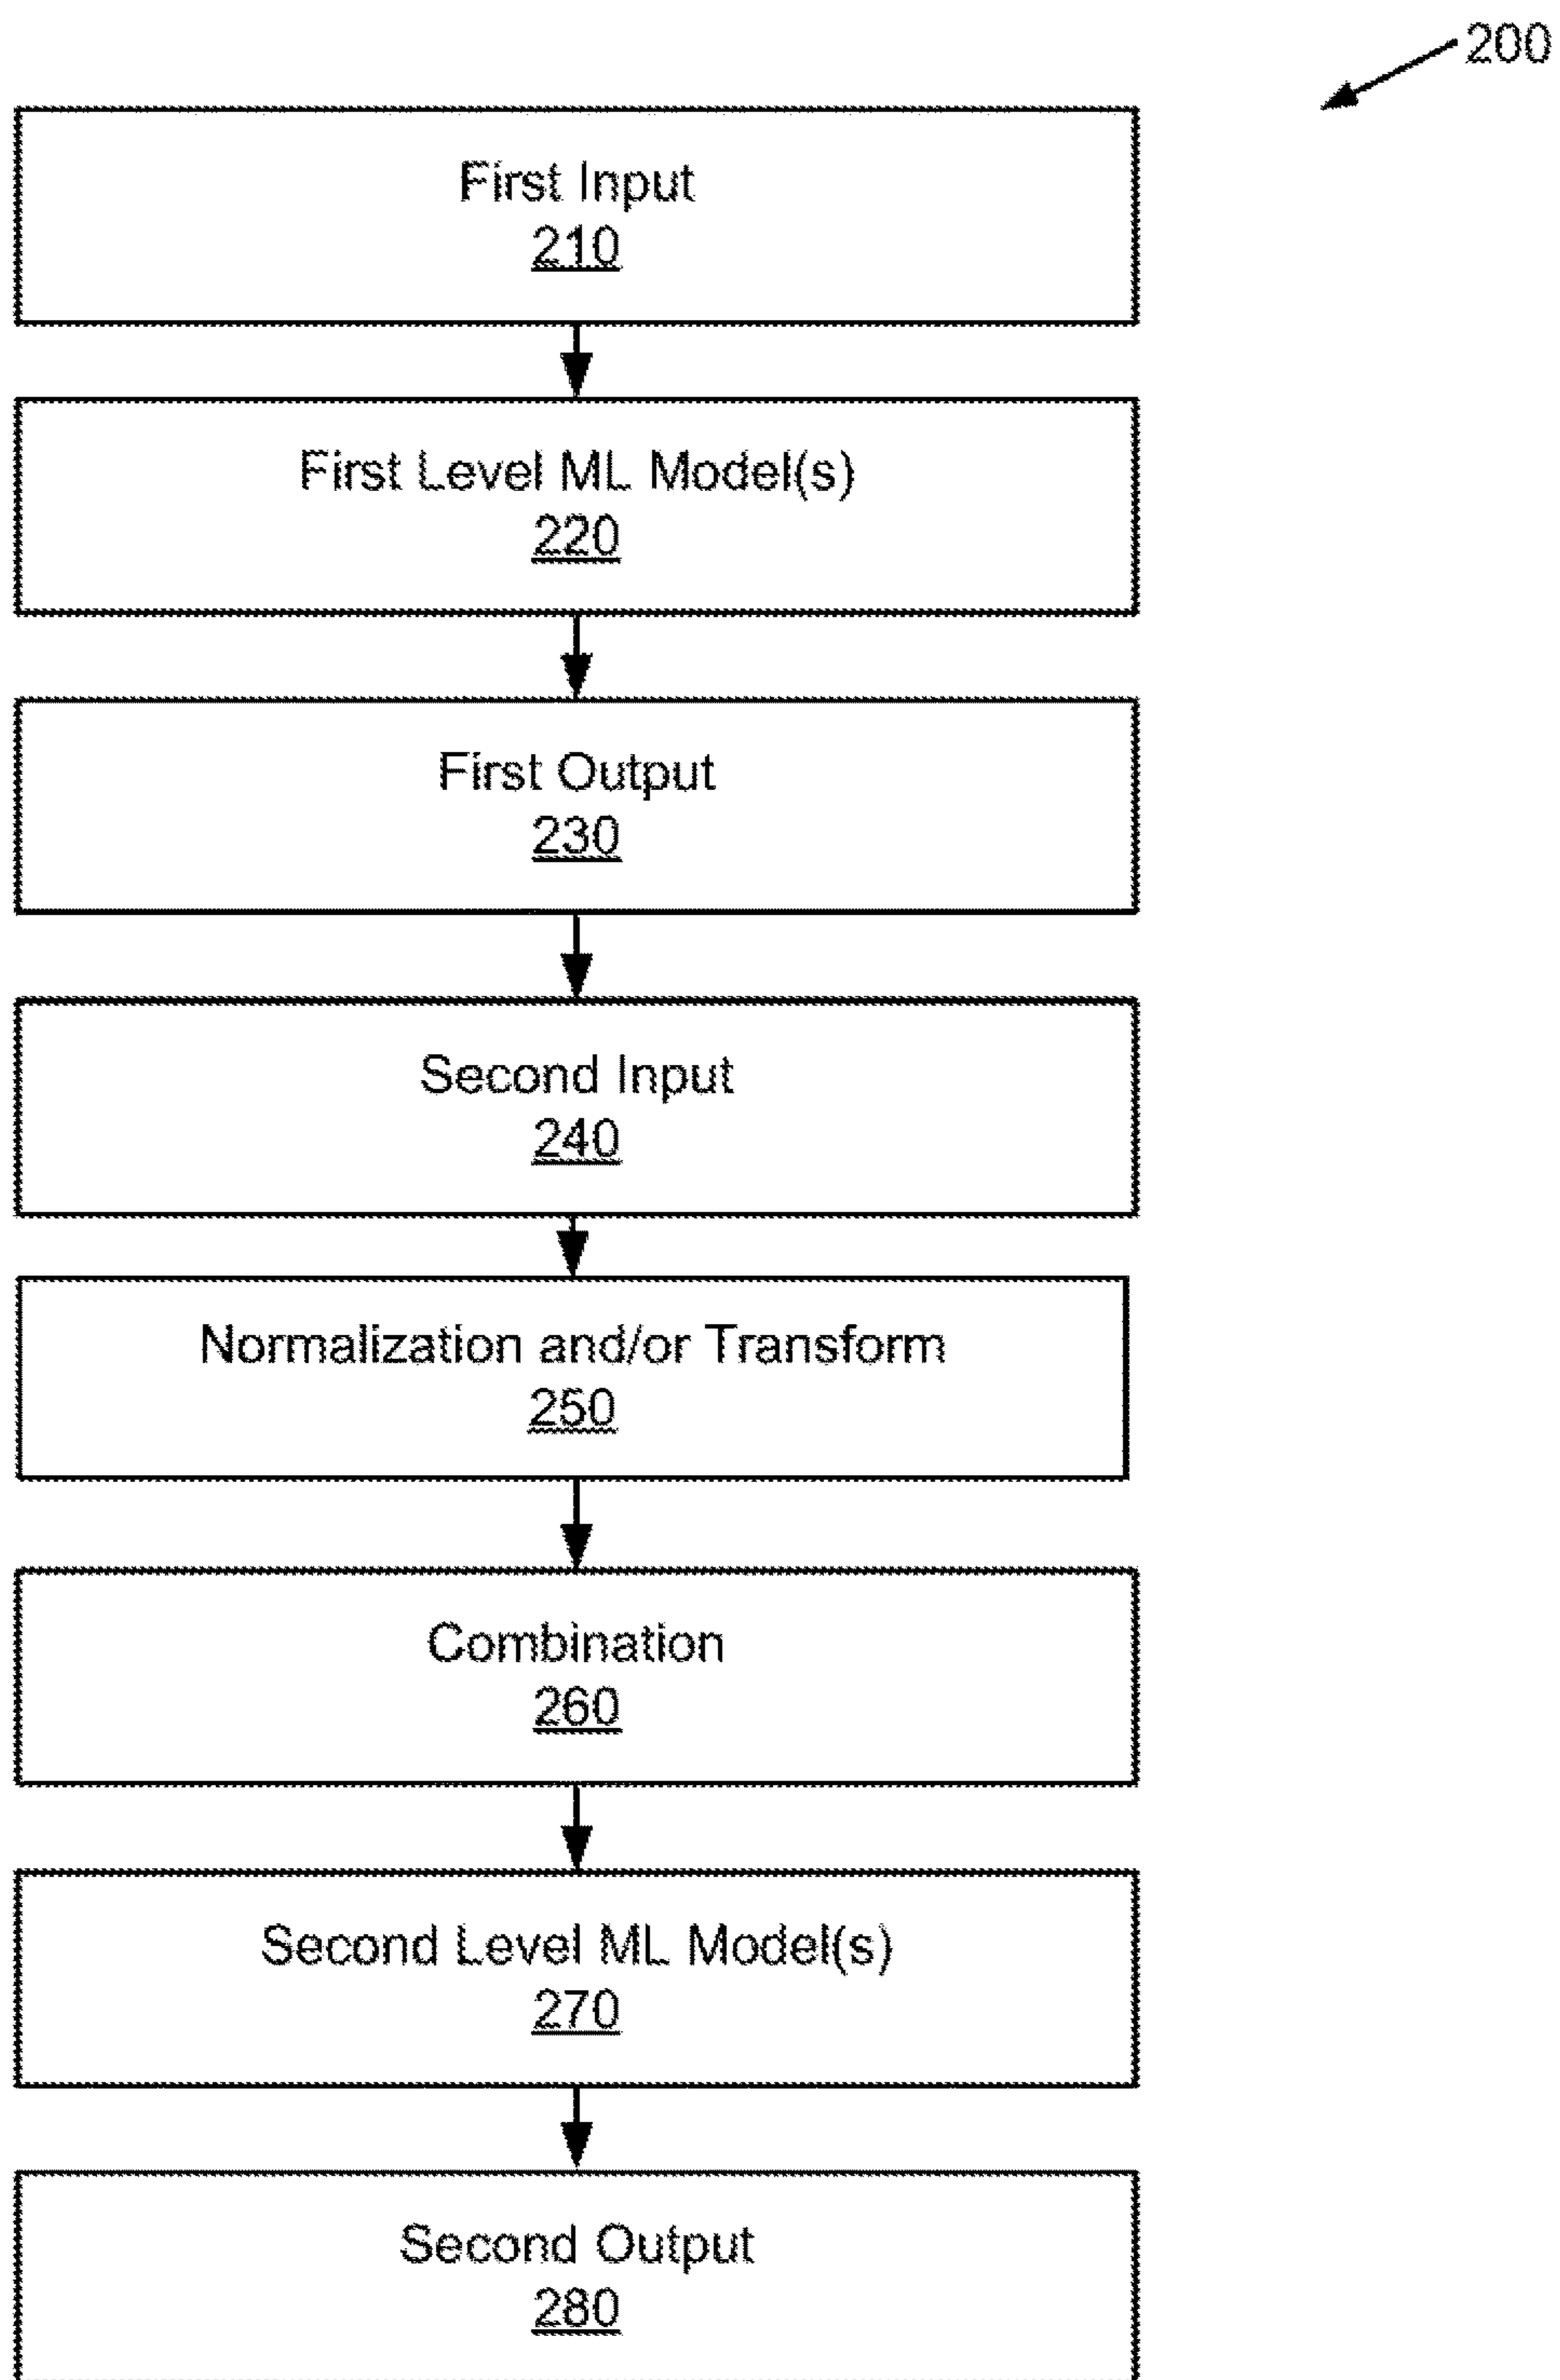 200
First Input
210
First Level ML Model(s)
220
First Output
230
Second Input
240
Normalization and/or Transform
250
Combination
260
Second Level ML Model(s)
270
Second Output
280